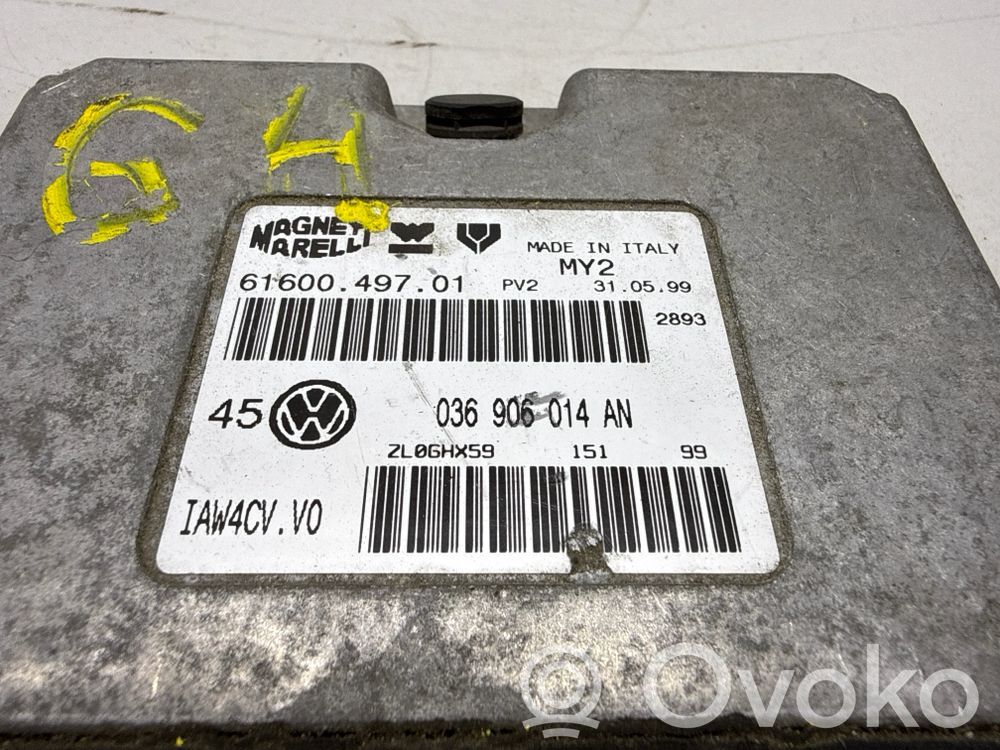 G4
MAGNETI MARELLI
MADE IN ITALY
MY2
61600.497.01 PV2 31.05.99
2893
45 VW 036 906 014 AN
ZL0GHX59 151 99
IAW4CV.V0
Ovoko